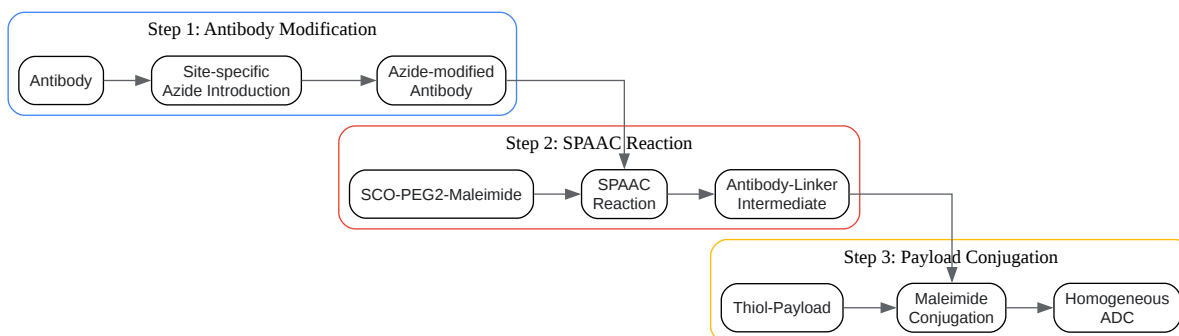 Step 1: Antibody Modification
Antibody
Site-specific
Azide Introduction
Azide-modified
Antibody
Step 2: SPAAC Reaction
SCO-PEG2-Maleimide
SPAAC
Reaction
Antibody-Linker
Intermediate
Step 3: Payload Conjugation
Thiol-Payload
Maleimide
Conjugation
Homogeneous
ADC